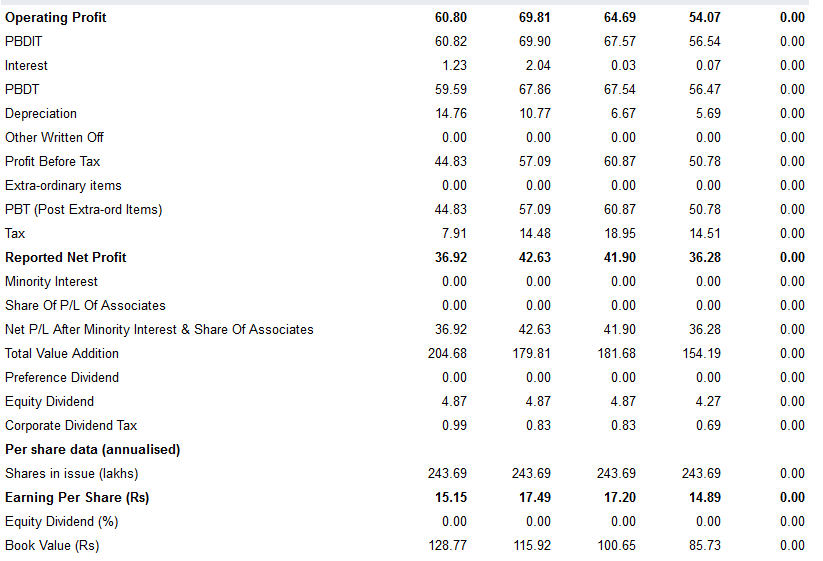 Operating Profit 60.80 69.81 64.69 54.07 0.00
PBDIT 60.82 69.90 67.57 56.54 0.00
Interest 1.23 2.04 0.03 0.07 0.00
PBDT 59.59 67.86 67.54 56.47 0.00
Depreciation 14.76 10.77 6.67 5.69 0.00
Other Written Off 0.00 0.00 0.00 0.00 0.00
Profit Before Tax 44.83 57.09 60.87 50.78 0.00
Extra-ordinary items 0.00 0.00 0.00 0.00 0.00
PBT (Post Extra-ord Items) 44.83 57.09 60.87 50.78 0.00
Tax 7.91 14.48 18.95 14.51 0.00
Reported Net Profit 36.92 42.63 41.90 36.28 0.00
Minority Interest 0.00 0.00 0.00 0.00 0.00
Share Of P/L Of Associates 0.00 0.00 0.00 0.00 0.00
Net P/L After Minority Interest & Share Of Associates 36.92 42.63 41.90 36.28 0.00
Total Value Addition 204.68 179.81 181.68 154.19 0.00
Preference Dividend 0.00 0.00 0.00 0.00 0.00
Equity Dividend 4.87 4.87 4.87 4.27 0.00
Corporate Dividend Tax 0.99 0.83 0.83 0.69 0.00
Per share data (annualised)
Shares in issue (lakhs) 243.69 243.69 243.69 243.69 0.00
Earning Per Share (Rs) 15.15 17.49 17.20 14.89 0.00
Equity Dividend (%) 0.00 0.00 0.00 0.00 0.00
Book Value (Rs) 128.77 115.92 100.65 85.73 0.00